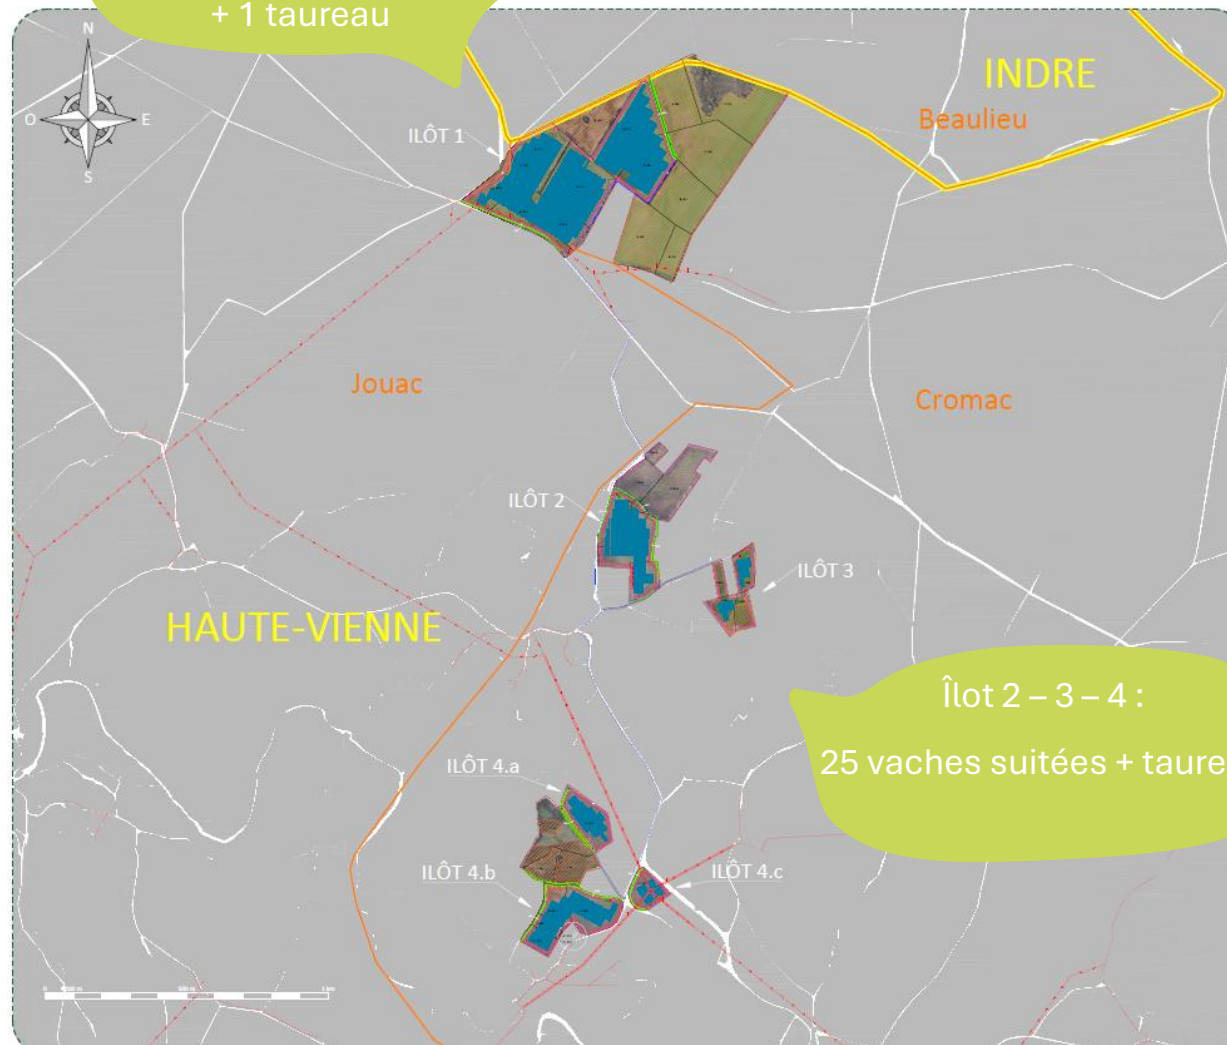 + 1 taureau
N
INDRE
Beaulieu
O
E
ILÔT 1
S
Jouac
Cromac
ILÔT 2
ILÔT 3
HAUTE-VIENNE
Îlot 2 – 3 – 4 :
25 vaches suitées + taure
ILÔT 4.a
ILÔT 4.b
ILÔT 4.c